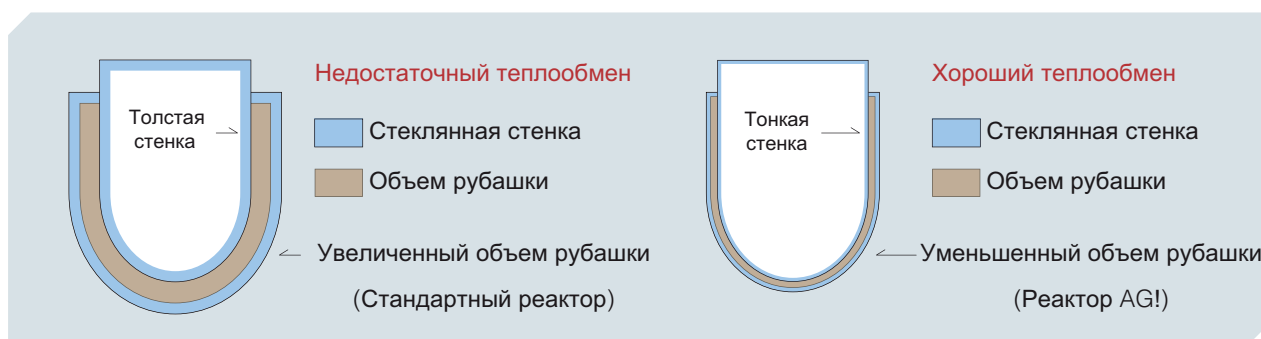 Недостаточный теплообмен
Толстая
стенка
Стеклянная стенка
Объем рубашки
Увеличенный объем рубашки
(Стандартный реактор)
Хороший теплообмен
Тонкая
стенка
Стеклянная стенка
Объем рубашки
Уменьшенный объем рубашки
(Реактор AG!)